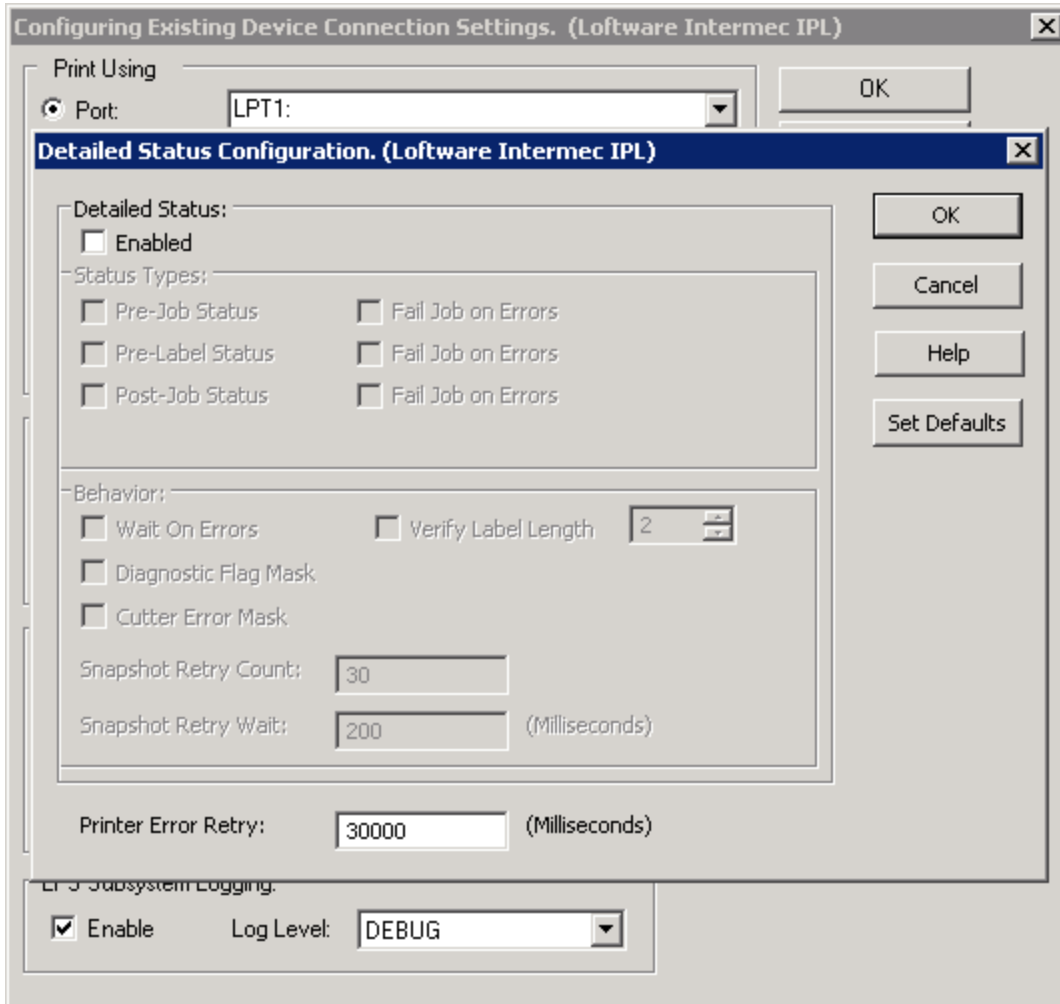 Configuring Existing Device Connection Settings. (Loftware Intermec IPL)
Print Using
Port: LPT1:
OK
Detailed Status Configuration. (Loftware Intermec IPL)
Detailed Status:
Enabled
OK
Status Types:
Cancel
Pre-Job Status Fail Job on Errors
Pre-Label Status Fail Job on Errors
Help
Post-Job Status Fail Job on Errors
Set Defaults
Behavior:
Wait On Errors Verify Label Length 2
Diagnostic Flag Mask
Cutter Error Mask
Snapshot Retry Count: 30
Snapshot Retry Wait: 200 (Milliseconds)
Printer Error Retry: 30000 (Milliseconds)
Subsystem Logging:
Enable Log Level: DEBUG